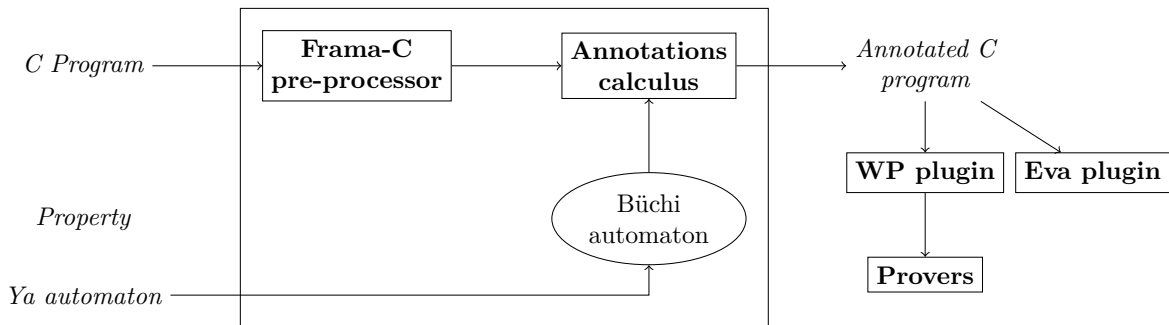 C Program
Frama-C
pre-processor
Annotations
calculus
Annotated C
program
WP plugin
Eva plugin
Property
Büchi
automaton
Provers
Ya automaton